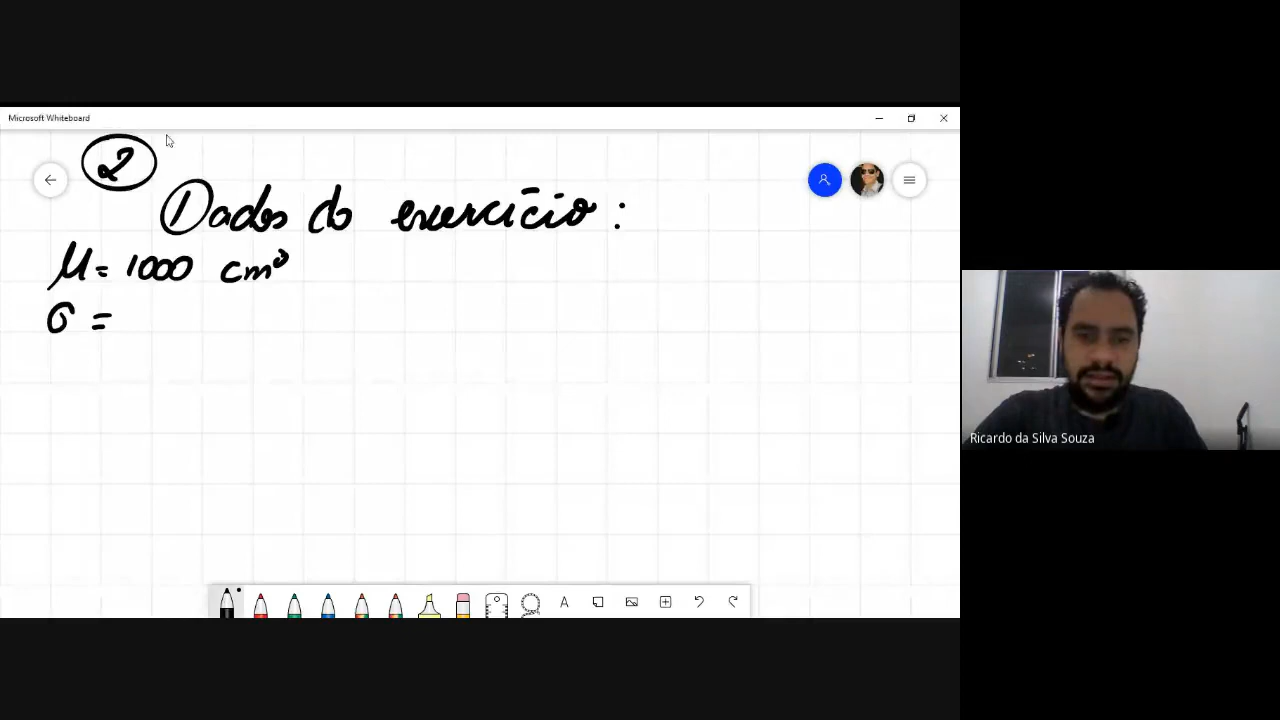 Microsoft Whiteboard
2
Dados do exercício :
μ = 1000 cm³
σ =
A
Ricardo da Silva Souza